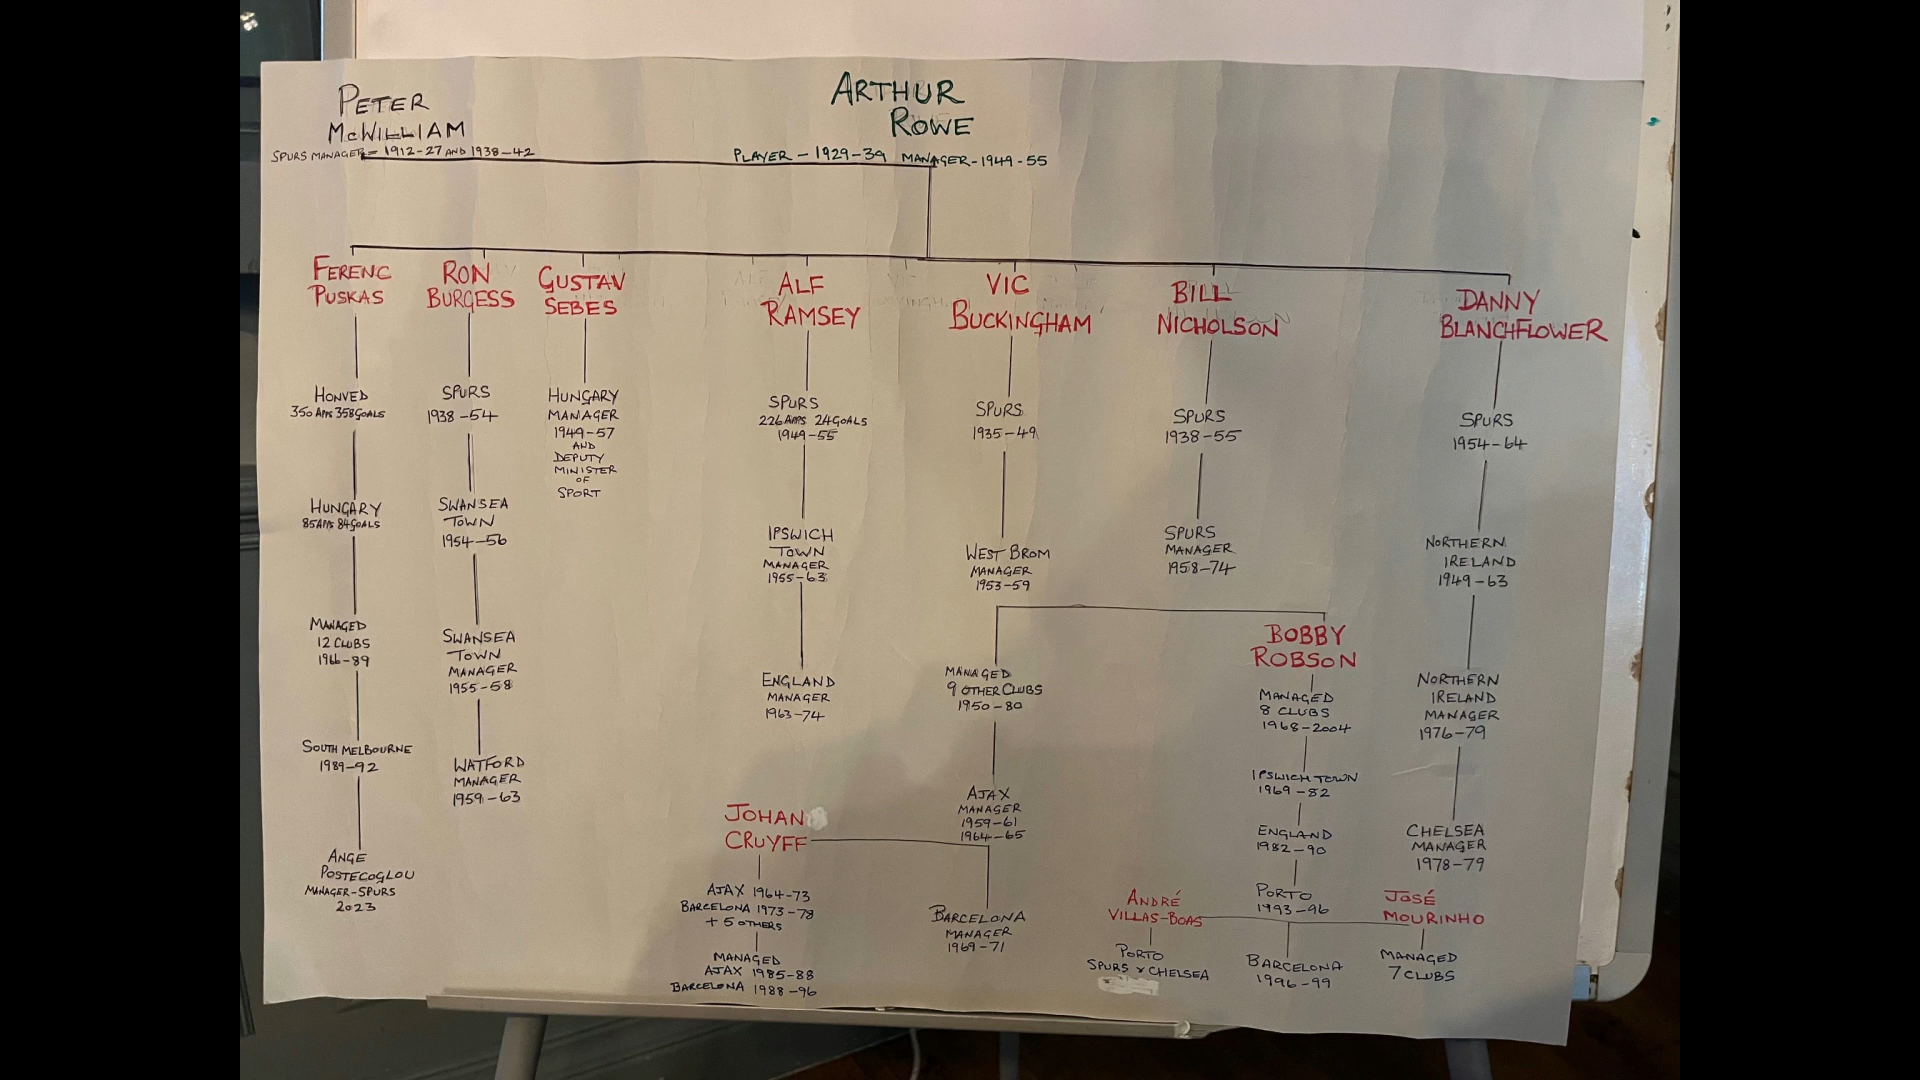 PETER
McWILLIAM
SPURS MANAGER - 1912-27 AND 1938-42
ARTHUR
ROWE
PLAYER - 1929-39 MANAGER - 1949-55
FERENC
PUSKAS
HONVED
350 APPS 358 GOALS
HUNGARY
85 APPS 84 GOALS
MANAGED
12 CLUBS
1966-89
SOUTH MELBOURNE
1989-92
ANGE
POSTECOGLOU
MANAGER-SPURS
2023
RON
BURGESS
SPURS
1938-54
SWANSEA
TOWN
1954-56
SWANSEA
TOWN
MANAGER
1955-58
WATFORD
MANAGER
1959-63
GUSTAV
SEBES
HUNGARY
MANAGER
1949-57
AND
DEPUTY
MINISTER
OF
SPORT
ALF
RAMSEY
SPURS
226 APPS 24 GOALS
1949-55
IPSWICH
TOWN
MANAGER
1955-63
ENGLAND
MANAGER
1963-74
VIC
BUCKINGHAM
SPURS
1935-49
WEST BROM
MANAGER
1953-59
MANAGED
9 OTHER CLUBS
1950-80
AJAX
MANAGER
1959-61
1964-65
BARCELONA
MANAGER
1969-71
JOHAN
CRUYFF
AJAX 1964-73
BARCELONA 1973-78
+ 5 OTHERS
MANAGED
AJAX 1985-88
BARCELONA 1988-96
BILL
NICHOLSON
SPURS
1938-55
SPURS
MANAGER
1958-74
BOBBY
ROBSON
MANAGED
8 CLUBS
1968-2004
IPSWICH TOWN
1969-82
ENGLAND
1982-90
PORTO
1993-96
BARCELONA
1996-99
ANDRÉ
VILLAS-BOAS
PORTO
SPURS & CHELSEA
JOSÉ
MOURINHO
MANAGED
7 CLUBS
DANNY
BLANCHFLOWER
SPURS
1954-64
NORTHERN
IRELAND
1949-63
NORTHERN
IRELAND
MANAGER
1976-79
CHELSEA
MANAGER
1978-79